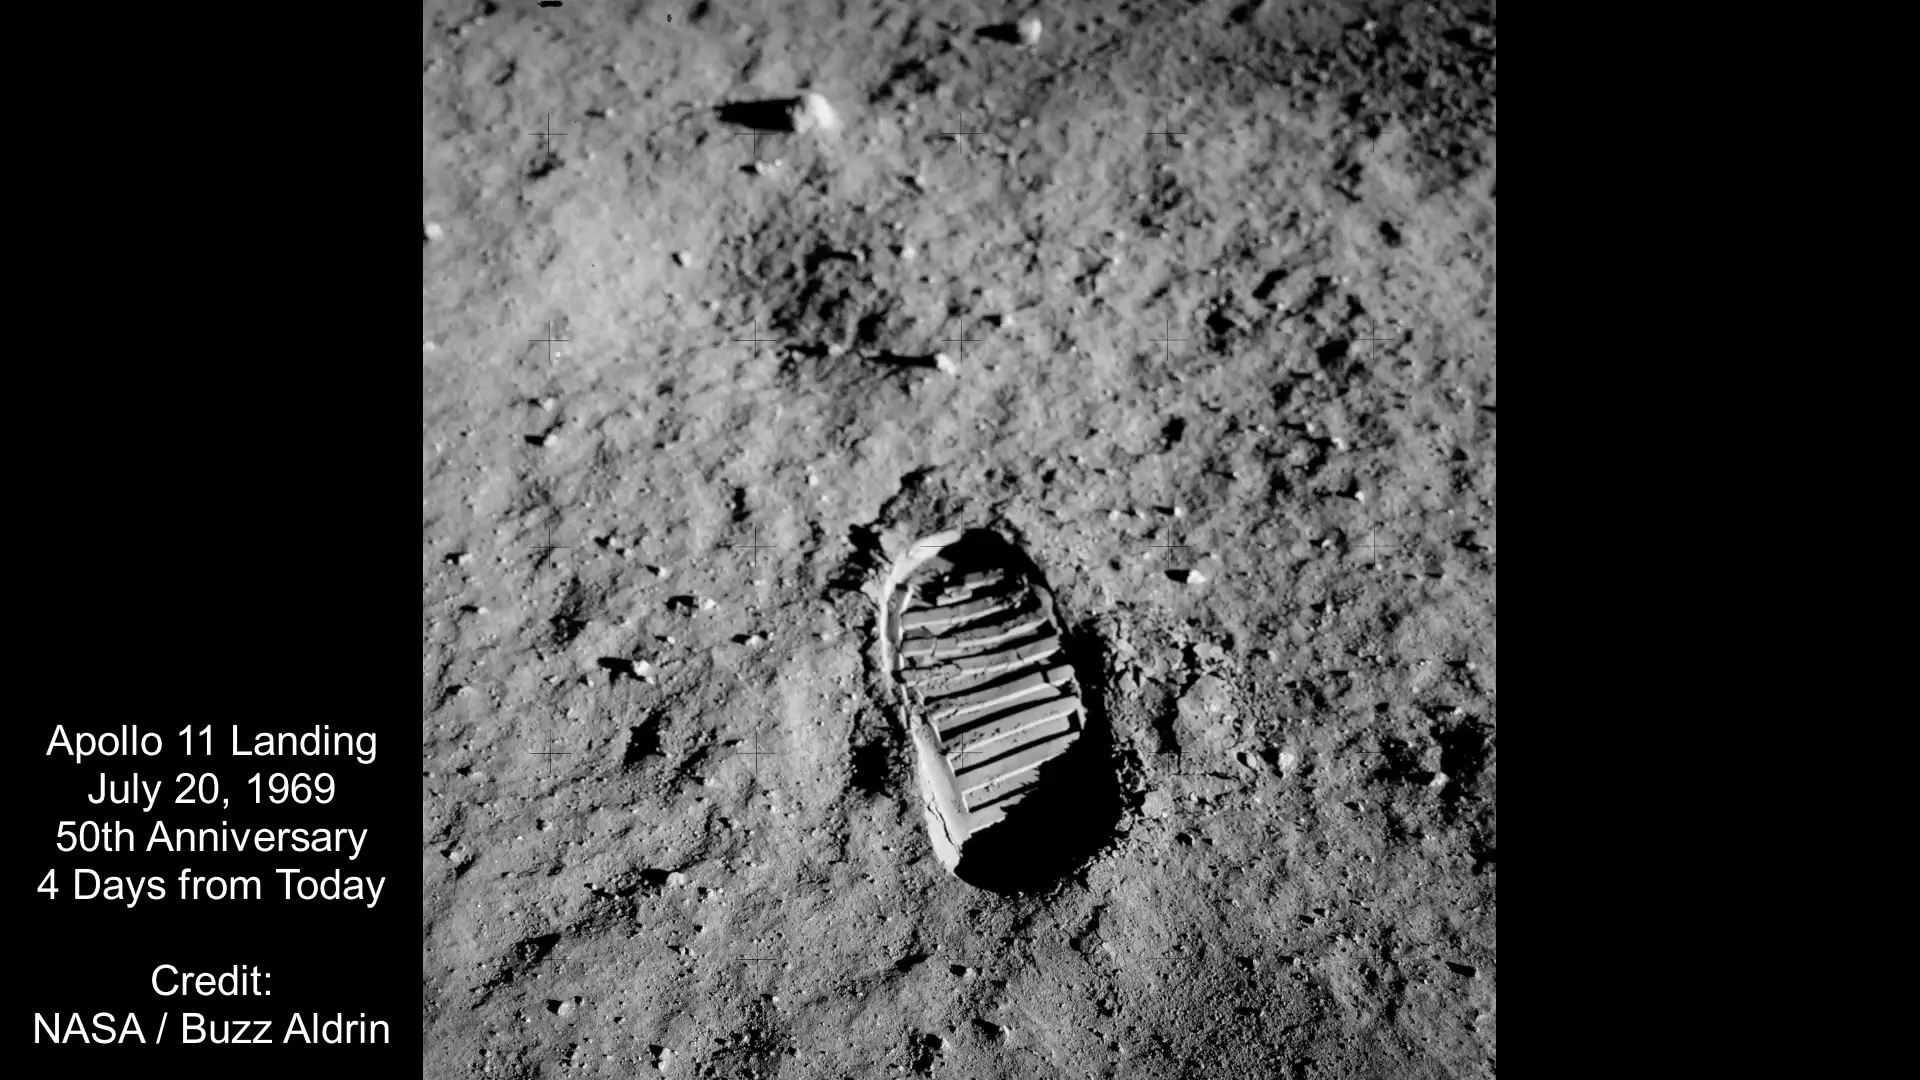 Apollo 11 Landing
July 20, 1969
50th Anniversary
4 Days from Today
Credit:
NASA / Buzz Aldrin